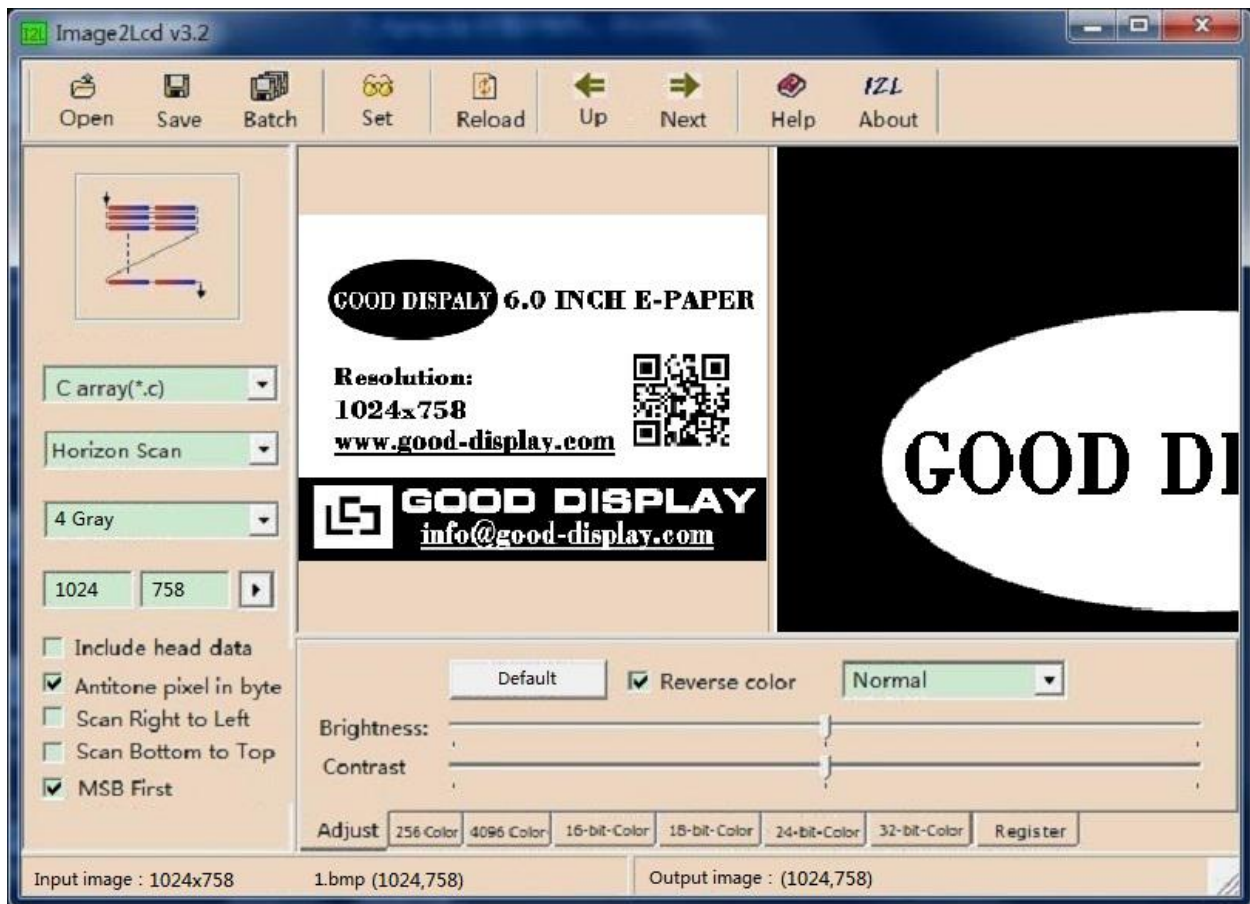 I2L Image2Lcd v3.2
Open Save Batch Set Reload Up Next Help I2L About
C array(*.c)
Horizon Scan
4 Gray
1024 758
Include head data
Antitone pixel in byte
Scan Right to Left
Scan Bottom to Top
MSB First
GOOD DISPALY 6.0 INCH E-PAPER
Resolution:
1024x758
www.good-display.com
GOOD DISPLAY
info@good-display.com
GOOD DI
Default Reverse color Normal
Brightness:
Contrast
Adjust 256 Color 4096 Color 16-bit-Color 18-bit-Color 24-bit-Color 32-bit-Color Register
Input image : 1024x758 1.bmp (1024,758) Output image : (1024,758)